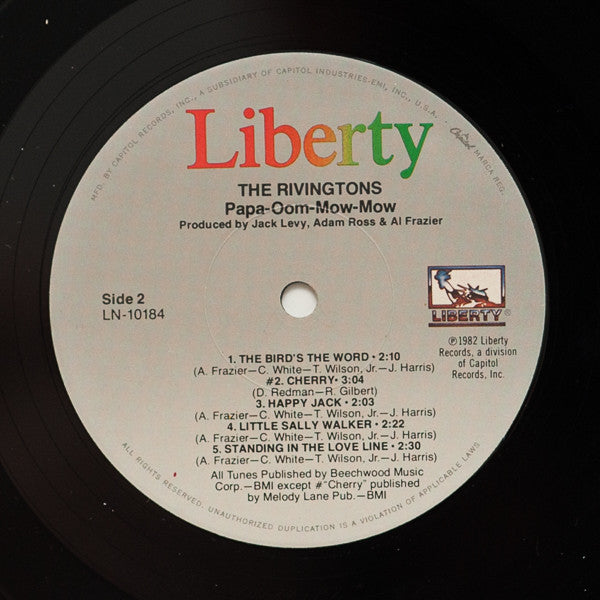 MFD. BY CAPITOL RECORDS, INC., A SUBSIDIARY OF CAPITOL INDUSTRIES-EMI, INC., U.S.A.
Capitol MARCA REG.
Liberty
THE RIVINGTONS
Papa-Oom-Mow-Mow
Produced by Jack Levy, Adam Ross & Al Frazier
Side 2
LN-10184
LIBERTY®
℗1982 Liberty
Records, a division
of Capitol
Records, Inc.
1. THE BIRD'S THE WORD • 2:10
(A. Frazier—C. White—T. Wilson, Jr.—J. Harris)
#2. CHERRY • 3:04
(D. Redman—R. Gilbert)
3. HAPPY JACK • 2:03
(A. Frazier—C. White—T. Wilson, Jr.—J. Harris)
4. LITTLE SALLY WALKER • 2:22
(A. Frazier—C. White—T. Wilson, Jr.—J. Harris)
5. STANDING IN THE LOVE LINE • 2:30
(A. Frazier—C. White—T. Wilson, Jr.—J. Harris)
All Tunes Published by Beechwood Music
Corp.—BMI except #"Cherry" published
by Melody Lane Pub.—BMI
ALL RIGHTS RESERVED. UNAUTHORIZED DUPLICATION IS A VIOLATION OF APPLICABLE LAWS